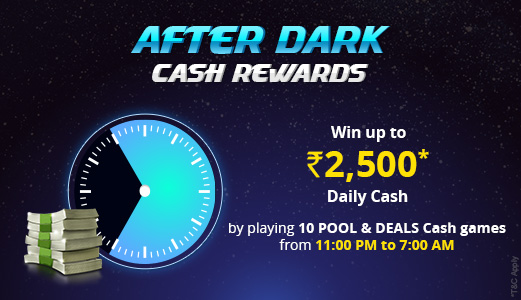 AFTER DARK
CASH REWARDS
Win up to
₹2,500*
Daily Cash
by playing 10 POOL & DEALS Cash games
from 11:00 PM to 7:00 AM
*T&C Apply